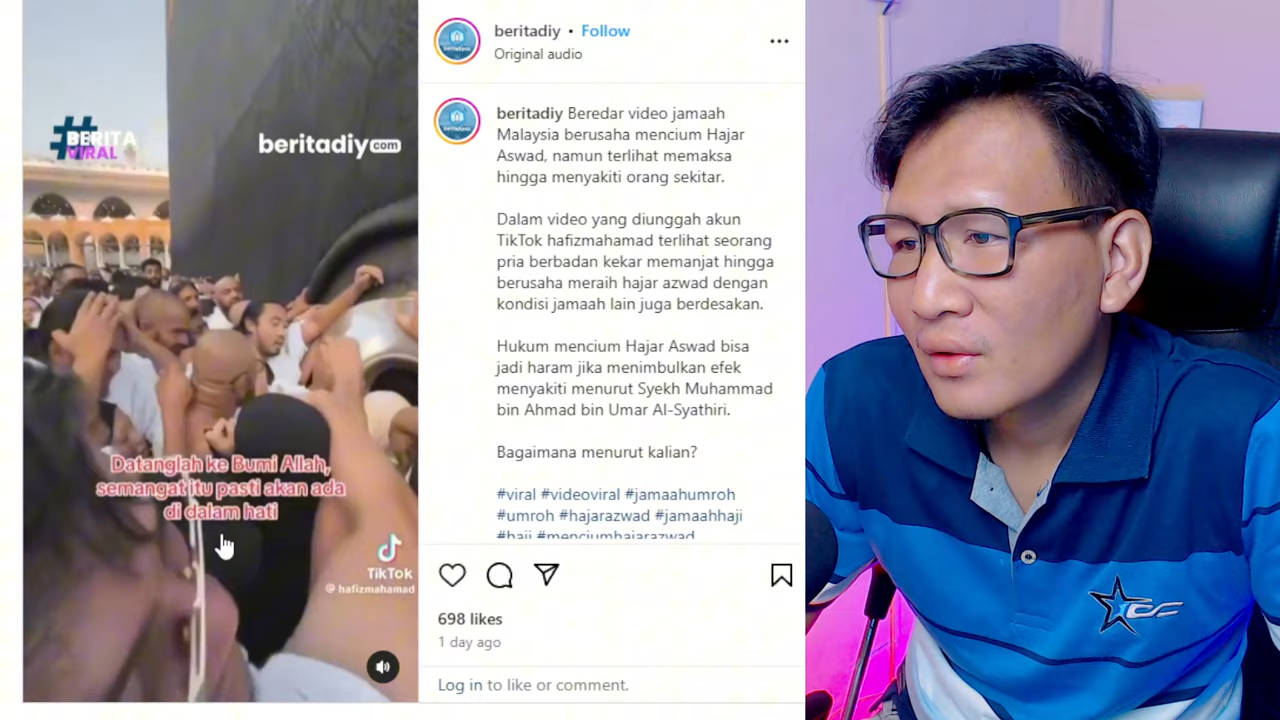 #BERITA
VIRAL
beritadiy.com
Datanglah ke Bumi Allah,
semangat itu pasti akan ada
di dalam hati
TikTok
@ hafizmahamad
beritadiy • Follow
Original audio
beritadiy Beredar video jamaah
Malaysia berusaha mencium Hajar
Aswad, namun terlihat memaksa
hingga menyakiti orang sekitar.
Dalam video yang diunggah akun
TikTok hafizmahamad terlihat seorang
pria berbadan kekar memanjat hingga
berusaha meraih hajar azwad dengan
kondisi jamaah lain juga berdesakan.
Hukum mencium Hajar Aswad bisa
jadi haram jika menimbulkan efek
menyakiti menurut Syekh Muhammad
bin Ahmad bin Umar Al-Syathiri.
Bagaimana menurut kalian?
#viral #videoviral #jamaahumroh
#umroh #hajarazwad #jamaahhaji
#haji #menciumhajarazwad
698 likes
1 day ago
Log in to like or comment.